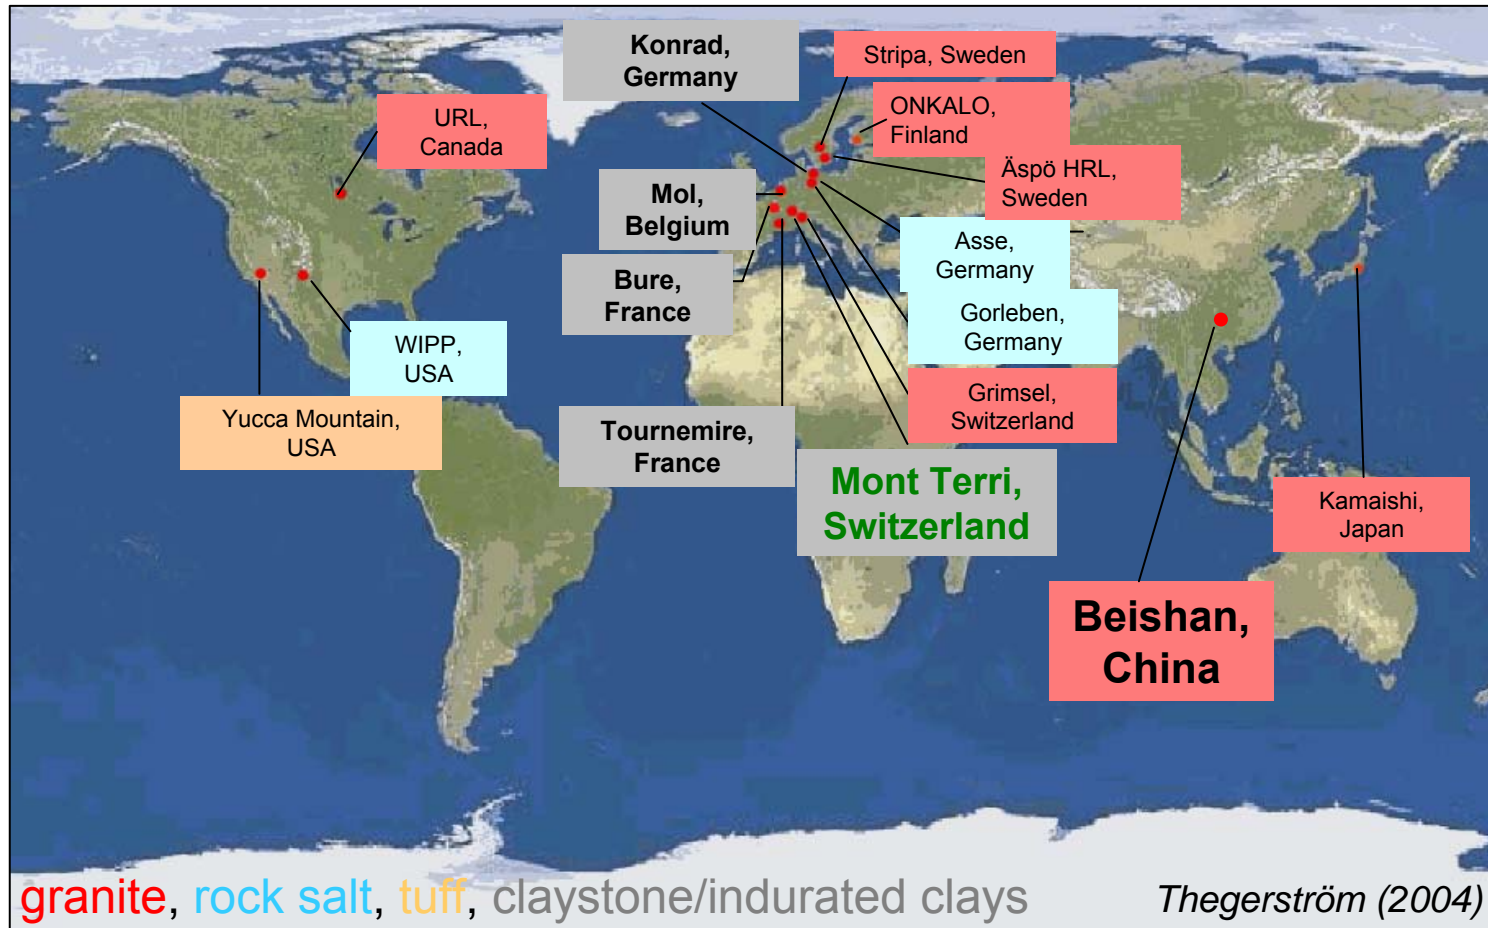 Konrad,
Germany
Stripa, Sweden
URL,
Canada
ONKALO,
Finland
Äspö HRL,
Sweden
Mol,
Belgium
Asse,
Germany
Bure,
France
Gorleben,
Germany
WIPP,
USA
Grimsel,
Switzerland
Yucca Mountain,
USA
Tournemire,
France
Mont Terri,
Switzerland
Kamaishi,
Japan
Beishan,
China
granite, rock salt, tuff, claystone/indurated clays
Thegerström (2004)